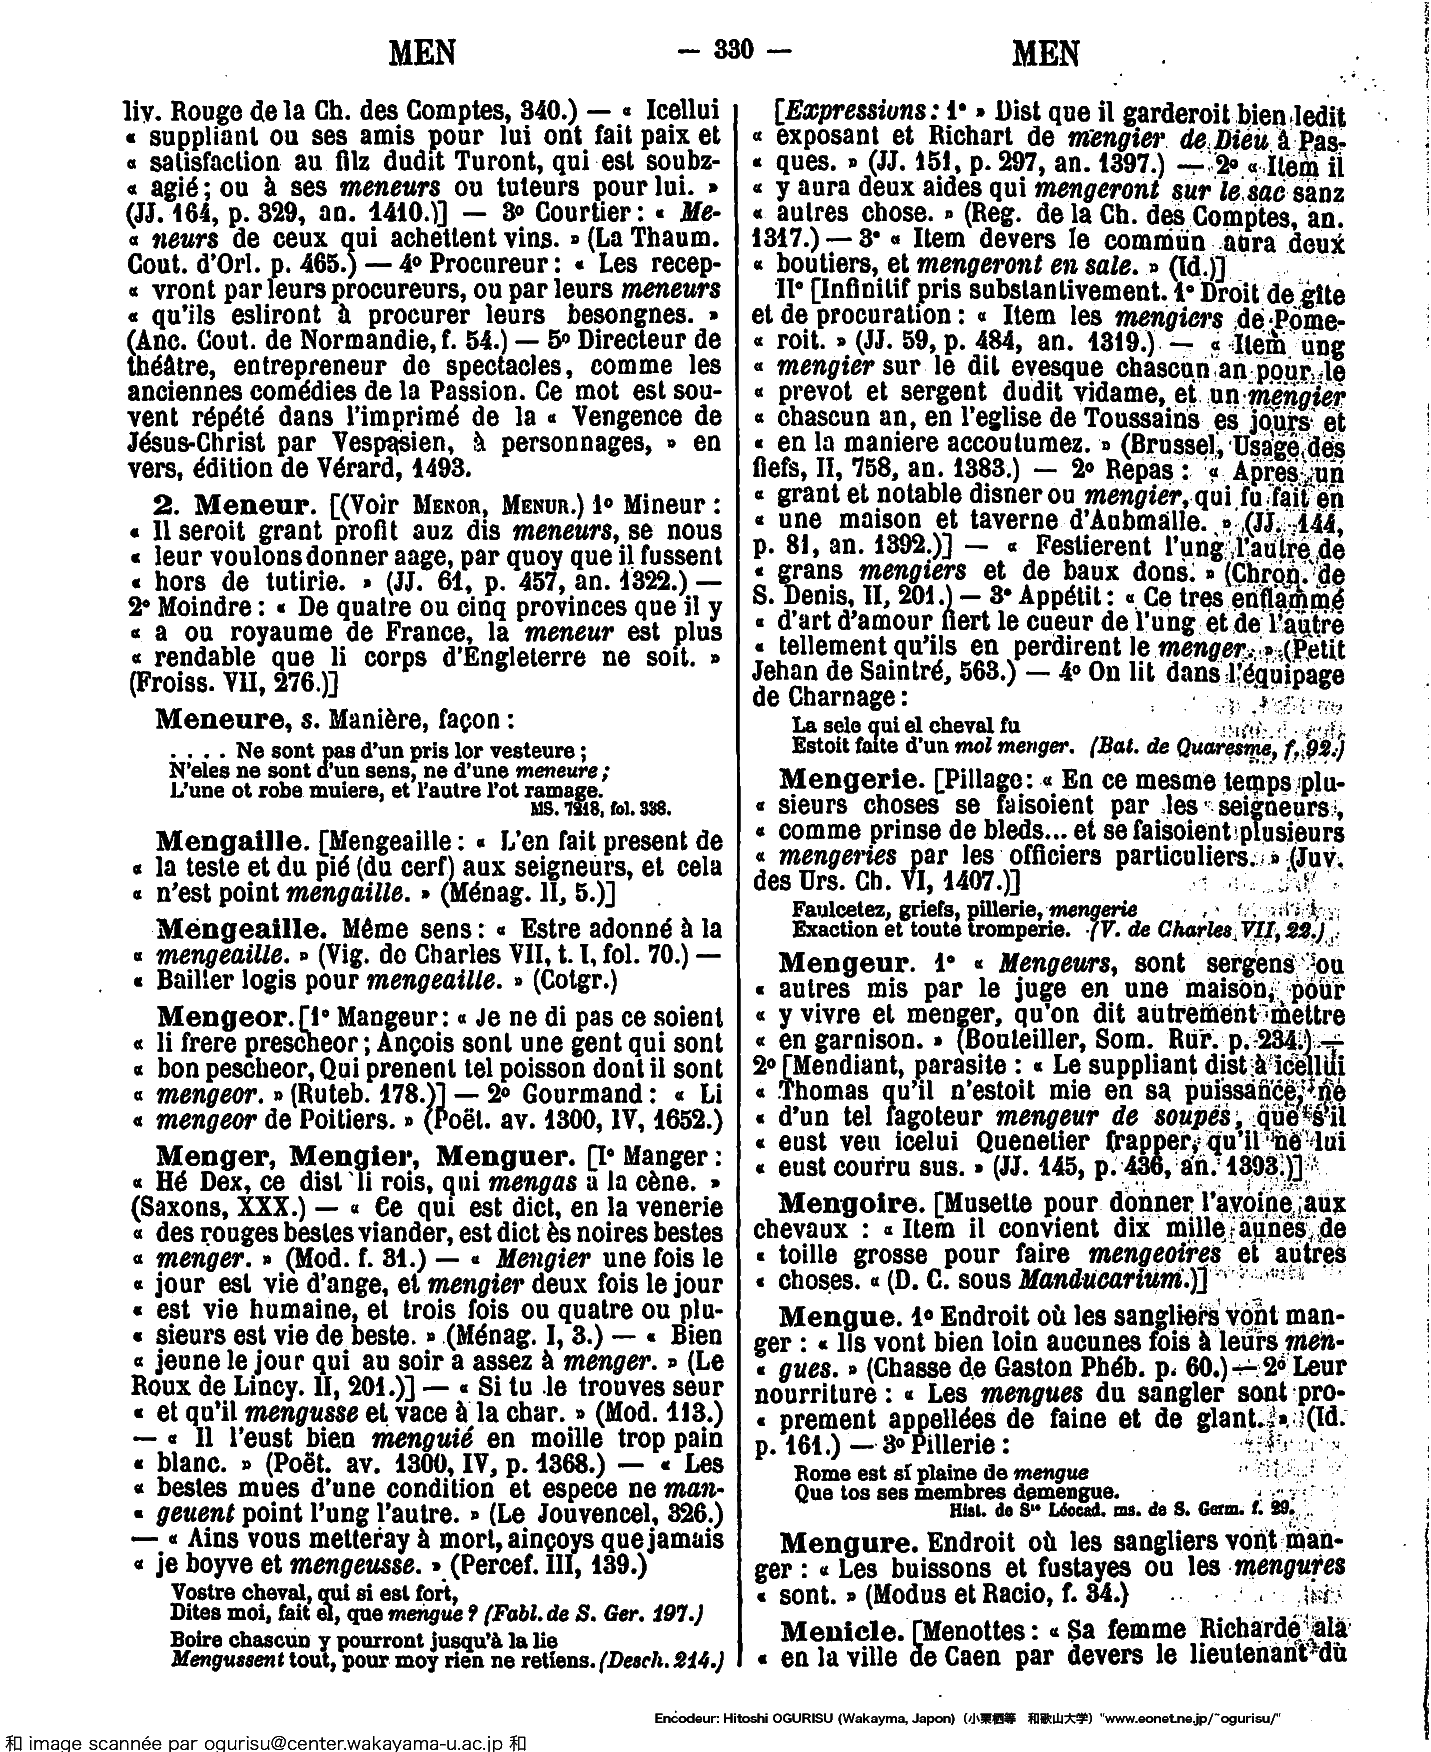 MEN — 330 — MEN
liv. Rouge de la Ch. des Comptes, 340.) — « Icellui
« suppliant ou ses amis pour lui ont fait paix et
« satisfaction au filz dudit Turont, qui est soubz-
« agié ; ou à ses meneurs ou tuteurs pour lui. »
(JJ. 164, p. 329, an. 1410.)] — 3º Courtier : « Me-
« neurs de ceux qui achettent vins. » (La Thaum.
Cout. d'Orl. p. 465.) — 4º Procureur : « Les recep-
« vront par leurs procureurs, ou par leurs meneurs
« qu'ils esliront à procurer leurs besongnes. »
(Anc. Cout. de Normandie, f. 54.) — 5º Directeur de
théâtre, entrepreneur de spectacles, comme les
anciennes comédies de la Passion. Ce mot est sou-
vent répété dans l'imprimé de la « Vengence de
Jésus-Christ par Vespasien, à personnages, » en
vers, édition de Vérard, 1493.
2. Meneur. [(Voir MENOR, MENUR.) 1º Mineur :
« Il seroit grant profit auz dis meneurs, se nous
« leur voulons donner aage, par quoy que il fussent
« hors de tutirie. » (JJ. 61, p. 457, an. 1322.) —
2º Moindre : « De quatre ou cinq provinces que il y
« a ou royaume de France, la meneur est plus
« rendable que li corps d'Engleterre ne soit. »
(Froiss. VII, 276.)]
Meneure, s. Manière, façon :
. . . . Ne sont pas d'un pris lor vesteure ;
N'eles ne sont d'un sens, ne d'une meneure ;
L'une ot robe muiere, et l'autre l'ot ramage.
MS. 7218, fol. 338.
Mengaille. [Mengeaille : « L'en fait present de
« la teste et du pié (du cerf) aux seigneurs, et cela
« n'est point mengaille. » (Ménag. II, 5.)]
Mengeaille. Même sens : « Estre adonné à la
« mengeaille. » (Vig. de Charles VII, t. I, fol. 70.) —
« Bailler logis pour mengeaille. » (Cotgr.)
Mengeor. [1º Mangeur : « Je ne di pas ce soient
« li frere prescheor ; Ançois sont une gent qui sont
« bon pescheor, Qui prenent tel poisson dont il sont
« mengeor. » (Ruteb. 178.)] — 2º Gourmand : « Li
« mengeor de Poitiers. » (Poët. av. 1300, IV, 1652.)
Menger, Mengier, Menguer. [Iº Manger :
« Hé Dex, ce dist li rois, qui mengas a la cène. »
(Saxons, XXX.) — « Ce qui est dict, en la venerie
« des rouges bestes viander, est dict ès noires bestes
« menger. » (Mod. f. 31.) — « Mengier une fois le
« jour est vie d'ange, et mengier deux fois le jour
« est vie humaine, et trois fois ou quatre ou plu-
« sieurs est vie de beste. » (Ménag. I, 3.) — « Bien
« jeune le jour qui au soir a assez à menger. » (Le
Roux de Lincy. II, 201.)] — « Si tu le trouves seur
« et qu'il mengusse et vace à la char. » (Mod. 113.)
— « Il l'eust bien menguié en moille trop pain
« blanc. » (Poët. av. 1300, IV, p. 1368.) — « Les
« bestes mues d'une condition et espece ne man-
« geuent point l'ung l'autre. » (Le Jouvencel, 326.)
— « Ains vous metteray à mort, ainçoys que jamais
« je boyve et mengeusse. » (Percef. III, 139.)
Vostre cheval, qui si est fort,
Dites moi, fait el, que mengue ? (Fabl. de S. Ger. 197.)
Boire chascun y pourront jusqu'à la lie
Mengussent tout, pour moy rien ne retiens. (Desch. 214.)
[Expressions : 1º » Dist que il garderoit bien ledit
« exposant et Richart de mengier de Dieu à Pas-
« ques. » (JJ. 151, p. 297, an. 1397.) — 2º « Item il
« y aura deux aides qui mengeront sur le sac sanz
« autres chose. » (Reg. de la Ch. des Comptes, an.
1317.) — 3º « Item devers le commun aura deux
« boutiers, et mengeront en sale. » (Id.)]
IIº [Infinitif pris substantivement. 1º Droit de gîte
et de procuration : « Item les mengiers de Pome-
« roit. » (JJ. 59, p. 484, an. 1319.) — « Item ung
« mengier sur le dit evesque chascun an pour le
« prevot et sergent dudit vidame, et un mengier
« chascun an, en l'eglise de Toussains es jours et
« en la maniere accoutumez. » (Brussel, Usage des
fiefs, II, 758, an. 1383.) — 2º Repas : « Apres un
« grant et notable disner ou mengier, qui fu fait en
« une maison et taverne d'Aubmalle. » (JJ. 144,
p. 81, an. 1392.)] — « Festierent l'ung l'autre de
« grans mengiers et de baux dons. » (Chron. de
S. Denis, II, 201.) — 3º Appétit : « Ce tres enflammé
« d'art d'amour fiert le cueur de l'ung et de l'autre
« tellement qu'ils en perdirent le menger. » (Petit
Jehan de Saintré, 563.) — 4º On lit dans l'équipage
de Charnage :
La sele qui el cheval fu
Estoit faite d'un mol menger. (Bat. de Quaresme, f. 92.)
Mengerie. [Pillage : « En ce mesme temps plu-
« sieurs choses se faisoient par les seigneurs,
« comme prinse de bleds... et se faisoient plusieurs
« mengeries par les officiers particuliers. » (Juv.
des Urs. Ch. VI, 1407.)]
Faulcetez, griefs, pillerie, mengerie
Exaction et toute tromperie. (V. de Charles VII, 22.)
Mengeur. 1º « Mengeurs, sont sergens ou
« autres mis par le juge en une maison, pour
« y vivre et menger, qu'on dit autrement mettre
« en garnison. » (Bouteiller, Som. Rur. p. 234.) —
2º [Mendiant, parasite : « Le suppliant dist à icellui
« Thomas qu'il n'estoit mie en sa puissance, ne
« d'un tel fagoteur mengeur de soupes, que s'il
« eust veu icelui Quenetier frapper, qu'il ne lui
« eust courru sus. » (JJ. 145, p. 436, an. 1393.)]
Mengoire. [Musette pour donner l'avoine aux
chevaux : « Item il convient dix mille aunes de
« toille grosse pour faire mengeoires et autres
« choses. « (D. C. sous Manducarium.)]
Mengue. 1º Endroit où les sangliers vont man-
ger : « Ils vont bien loin aucunes fois à leurs men-
« gues. » (Chasse de Gaston Phéb. p. 60.) — 2º Leur
nourriture : « Les mengues du sangler sont pro-
« prement appellées de faine et de glant. » (Id.
p. 161.) — 3º Pillerie :
Rome est si plaine de mengue
Que tos ses membres demengue.
Hist. de Ste Léocad. ms. de S. Germ. f. 29.
Mengure. Endroit où les sangliers vont man-
ger : « Les buissons et fustayes ou les mengures
« sont. » (Modus et Racio, f. 34.)
Menicle. [Menottes : « Sa femme Richarde ala
« en la ville de Caen par devers le lieutenant du
Encodeur: Hitoshi OGURISU (Wakayma, Japon) (小栗栖等 和歌山大学) "www.eonet.ne.jp/~ogurisu/"
和 image scannée par ogurisu@center.wakayama-u.ac.jp 和